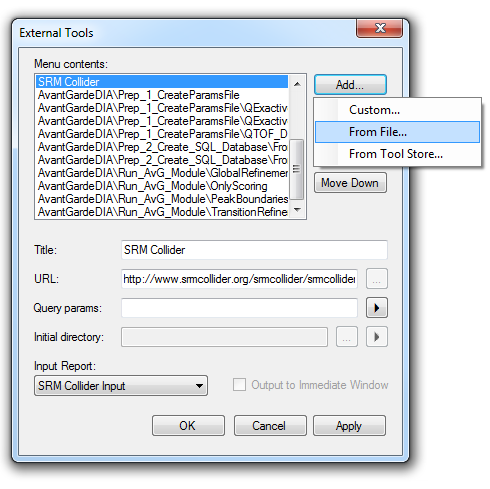 External Tools
Menu contents:
SRM Collider
AvantGardeDIA\Prep_1_CreateParamsFile
AvantGardeDIA\Prep_1_CreateParamsFile\QExactiv
AvantGardeDIA\Prep_1_CreateParamsFile\QExactiv
AvantGardeDIA\Prep_1_CreateParamsFile\QTOF_D
AvantGardeDIA\Prep_2_Create_SQL_Database\Fro
AvantGardeDIA\Prep_2_Create_SQL_Database\Fro
AvantGardeDIA\Run_AvG_Module\GlobalRefinemer
AvantGardeDIA\Run_AvG_Module\OnlyScoring
AvantGardeDIA\Run_AvG_Module\PeakBoundaries
AvantGardeDIA\Run_AvG_Module\TransitionRefine
Add...
Custom...
From File...
From Tool Store...
Move Down
Title:
SRM Collider
URL:
http://www.srmcollider.org/srmcollider/srmcollider
...
Query params:
Initial directory:
...
Input Report:
SRM Collider Input
Output to Immediate Window
OK
Cancel
Apply